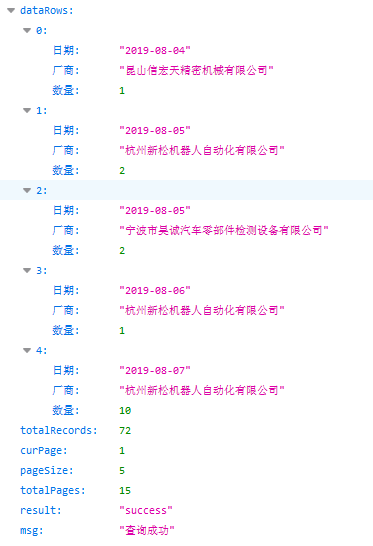 dataRows:
0:
日期: "2019-08-04"
厂商: "昆山信宏天精密机械有限公司"
数量: 1
1:
日期: "2019-08-05"
厂商: "杭州新松机器人自动化有限公司"
数量: 2
2:
日期: "2019-08-05"
厂商: "宁波市昊诚汽车零部件检测设备有限公司"
数量: 2
3:
日期: "2019-08-06"
厂商: "杭州新松机器人自动化有限公司"
数量: 1
4:
日期: "2019-08-07"
厂商: "杭州新松机器人自动化有限公司"
数量: 10
totalRecords: 72
curPage: 1
pageSize: 5
totalPages: 15
result: "success"
msg: "查询成功"